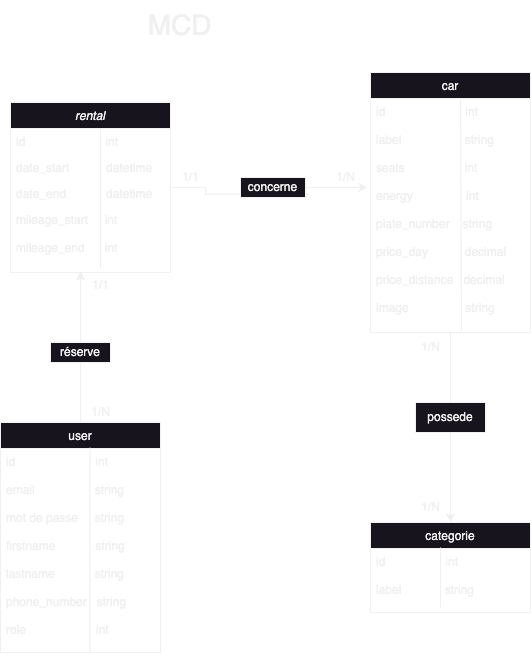 MCD
rental
id int
date_start datetime
date_end datetime
mileage_start int
mileage_end int
1/1
concerne
1/N
car
id int
label string
seats int
energy int
plate_number string
price_day decimal
price_distance decimal
image string
1/1
réserve
1/N
user
id int
email string
mot de passe string
firstname string
lastname string
phone_number string
role int
1/N
possede
1/N
categorie
id int
label string